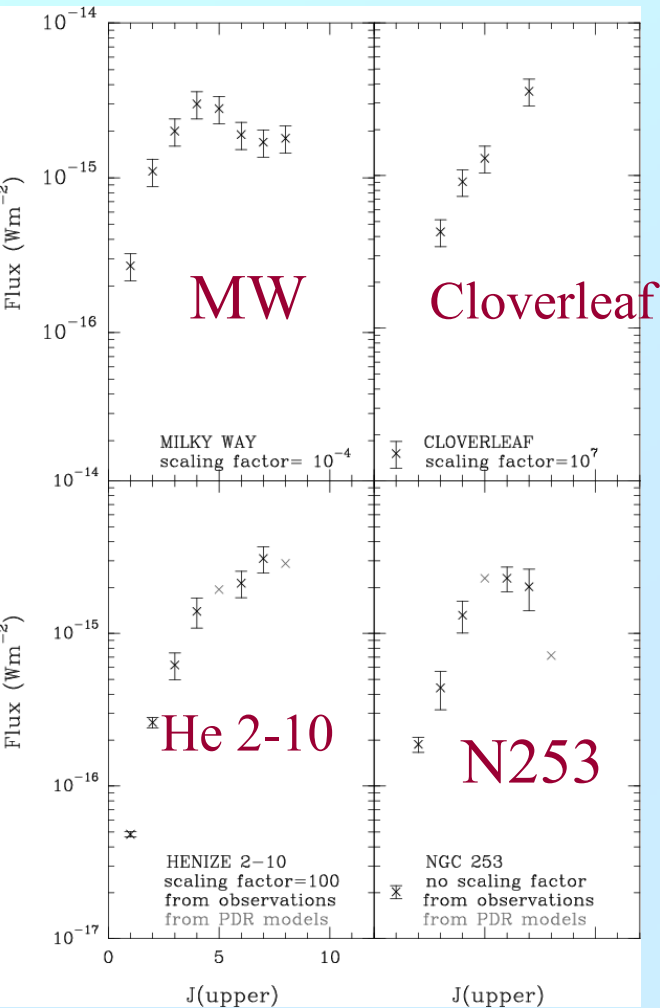 10⁻¹⁴
10⁻¹⁵
Flux (Wm⁻²)
10⁻¹⁶
MW
MILKY WAY
scaling factor= 10⁻⁴
Cloverleaf
CLOVERLEAF
scaling factor=10⁷
10⁻¹⁴
10⁻¹⁵
Flux (Wm⁻²)
10⁻¹⁶
10⁻¹⁷
He 2-10
HENIZE 2-10
scaling factor=100
from observations
from PDR models
N253
NGC 253
no scaling factor
from observations
from PDR models
0 5 10
J(upper)
J(upper)